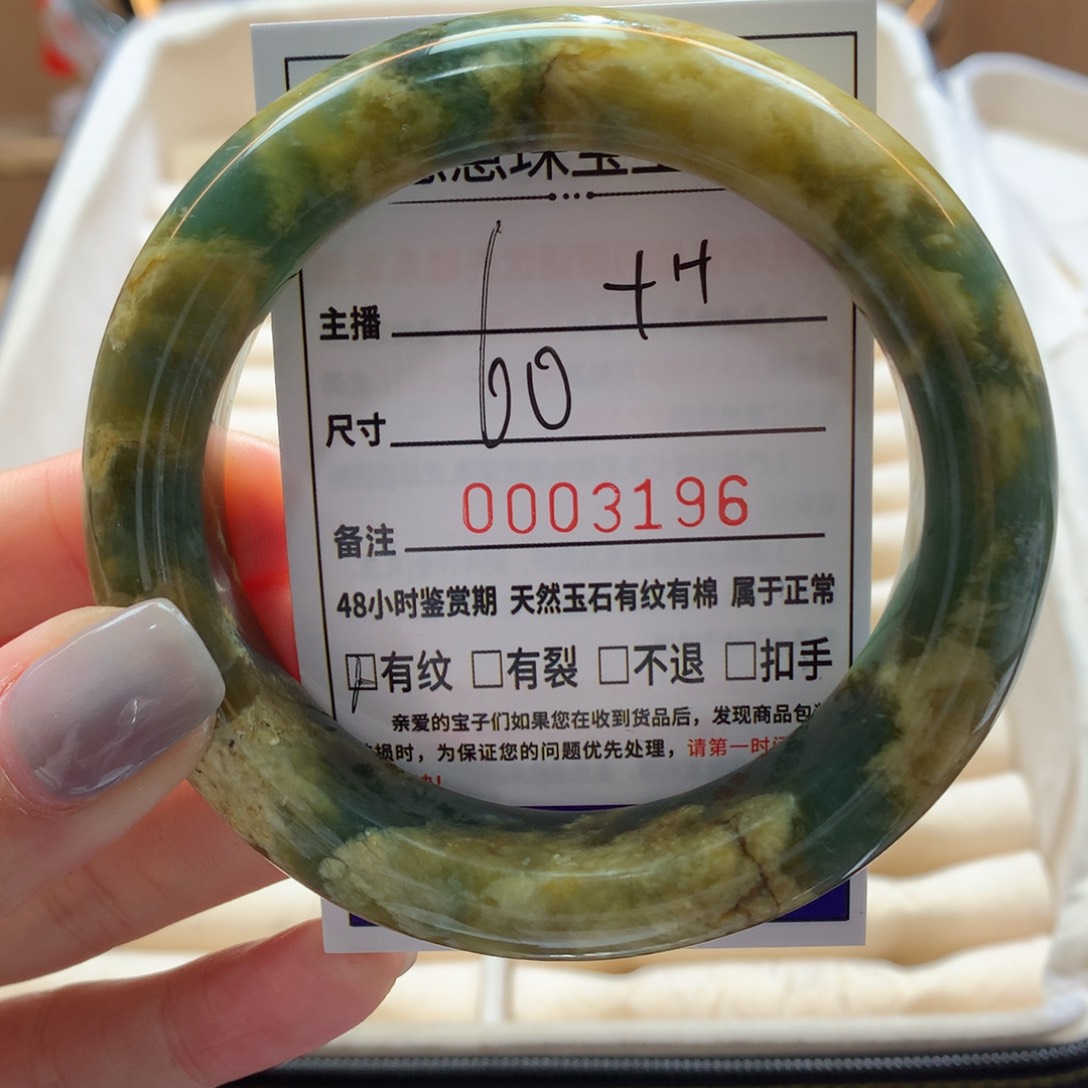 珠宝
主播
尺寸 60
备注 0003196
48小时鉴赏期 天然玉石有纹有棉 属于正常
□有纹 □有裂 □不退 □扣手
亲爱的宝子们如果您在收到货品后，发现商品包
损时，为保证您的问题优先处理，请第一时